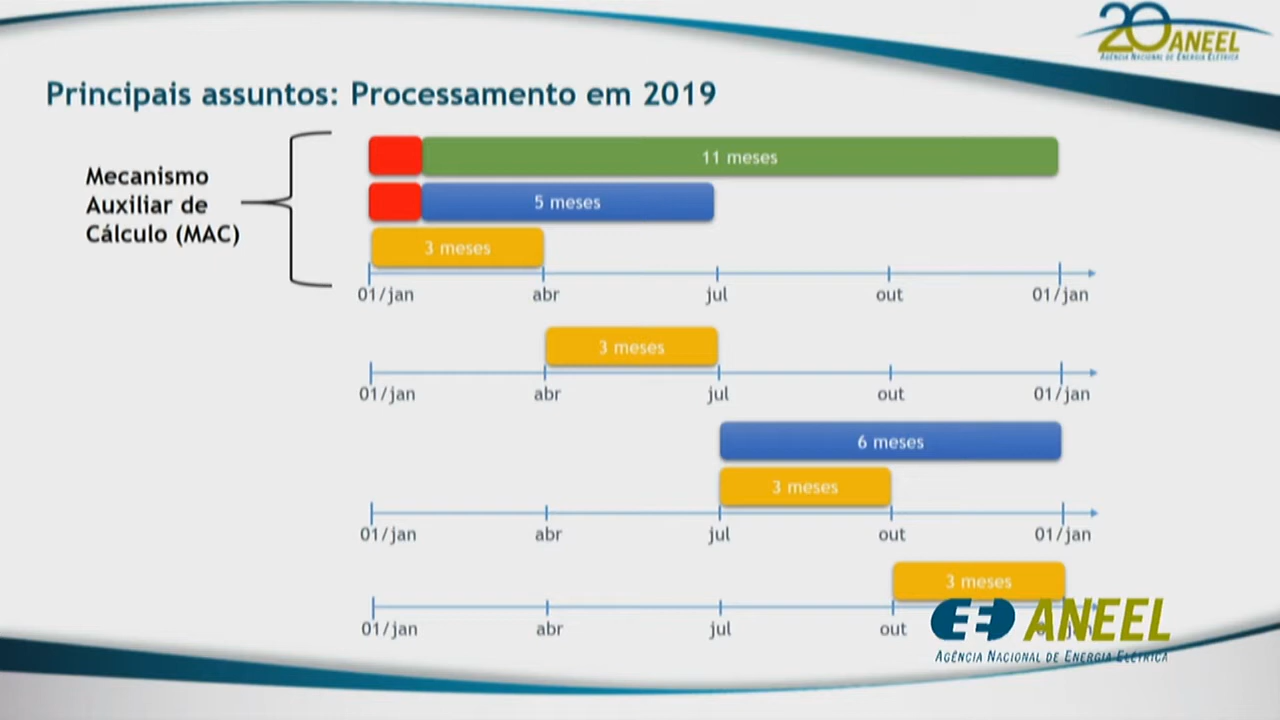 20 ANEEL
AGÊNCIA NACIONAL DE ENERGIA ELÉTRICA
Principais assuntos: Processamento em 2019
Mecanismo
Auxiliar de
Cálculo (MAC)
11 meses
5 meses
3 meses
01/jan abr jul out 01/jan
3 meses
01/jan abr jul out 01/jan
6 meses
3 meses
01/jan abr jul out 01/jan
3 meses
01/jan abr jul out
ANEEL
AGÊNCIA NACIONAL DE ENERGIA ELÉTRICA